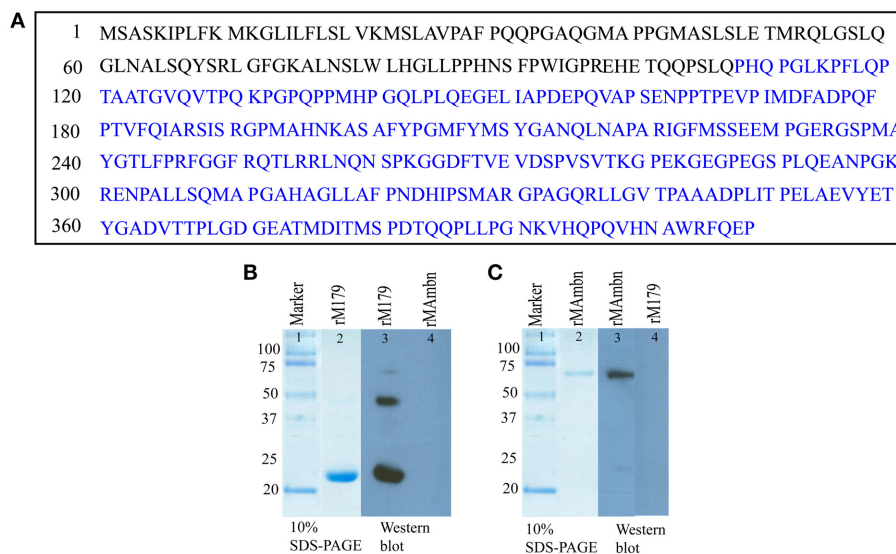 A
1 MSASKIPLFK MKGLILFLSL VKMSLAVPAF PQQPGAQGMA PPGMASLSLE TMRQLGSLQ
60 GLNALSQYSRL GFGKALNSLW LHGLLPPHNS FPWIGPREHE TQQPSLQPHQ PGLKPFLQP
120 TAATGVQVTPQ KPGPQPPMHP GQLPLQEGEL IAPDEPQVAP SENPPTPEVP IMDFADPQF
180 PTVFQIARSIS RGPMAHNKAS AFYPGMFYMS YGANQLNAPA RIGFMSSEEM PGERGSPMA
240 YGTLFPRFGGF RQTLRRLNQN SPKGGDFTVE VDSPVSVTKG PEKGEGPEGS PLQEANPGK
300 RENPALLSQMA PGAHAGLLAF PNDHIPSMAR GPAGQRLLGV TPAAADPLIT PELAEVYET
360 YGADVTTPLGD GEATMDITMS PDTQQPLLPG NKVHQPQVHN AWRFQEP
B
Marker rM179 rM179 rMAmbn
1 2 3 4
100
75
50
37
25
20
10% SDS-PAGE
Western blot
C
Marker rMAmbn rMAmbn rM179
1 2 3 4
100
75
50
37
25
20
10% SDS-PAGE
Western blot